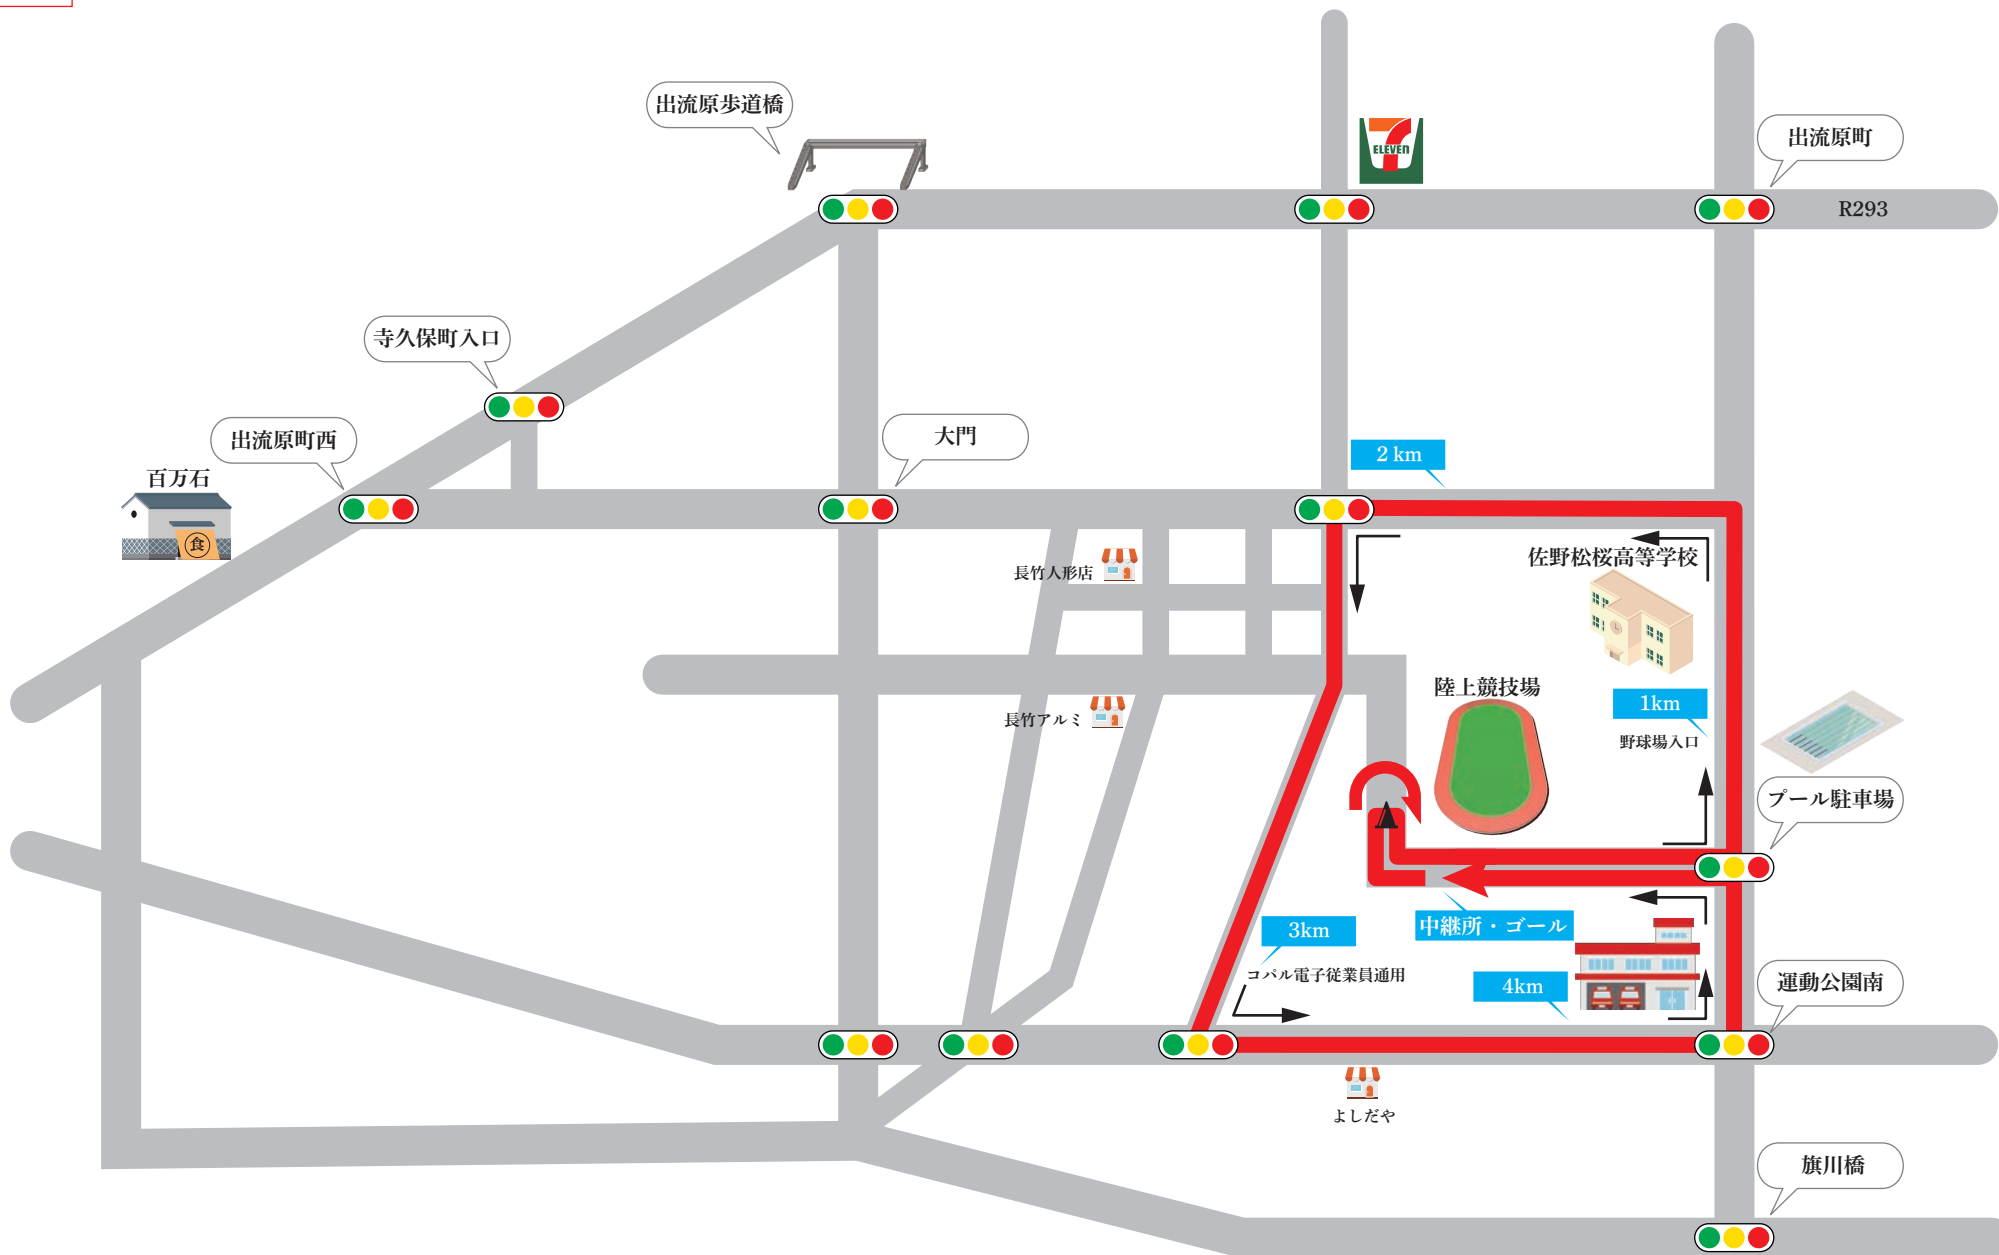 出流原歩道橋
ELEVEN
出流原町
R293
寺久保町入口
出流原町西
大門
百万石
食
2 km
長竹人形店
佐野松桜高等学校
陸上競技場
1km
長竹アルミ
野球場入口
プール駐車場
3km
中継所・ゴール
コパル電子従業員通用
4km
運動公園南
よしだや
旗川橋